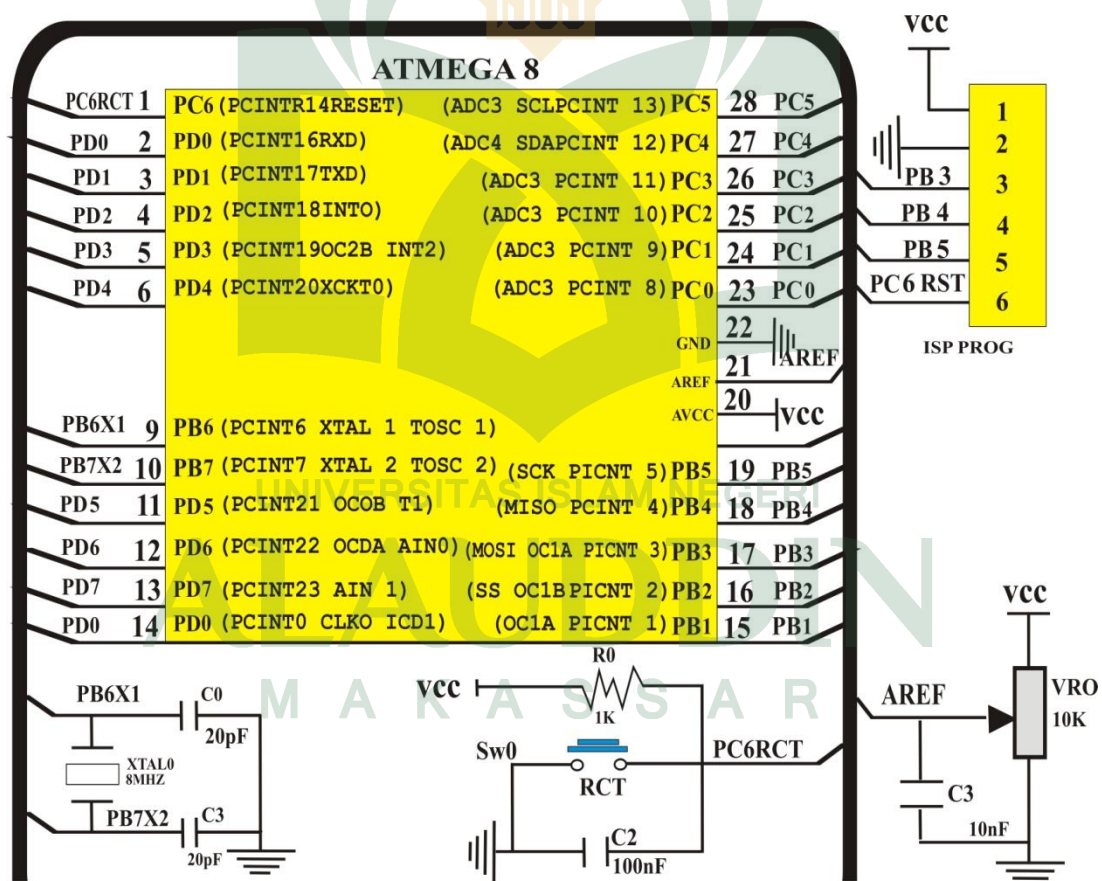 ATMEGA 8
PC6RCT 1 PC6 (PCINTR14RESET) (ADC3 SCLPCINT 13) PC5 28 PC5
PD0 2 PD0 (PCINT16RXD) (ADC4 SDAPCINT 12) PC4 27 PC4
PD1 3 PD1 (PCINT17TXD) (ADC3 PCINT 11) PC3 26 PC3
PD2 4 PD2 (PCINT18INTO) (ADC3 PCINT 10) PC2 25 PC2
PD3 5 PD3 (PCINT19OC2B INT2) (ADC3 PCINT 9) PC1 24 PC1
PD4 6 PD4 (PCINT20XCKT0) (ADC3 PCINT 8) PC0 23 PC0
GND 22
AREF 21 AREF
AVCC 20 vcc
PB6X1 9 PB6 (PCINT6 XTAL 1 TOSC 1)
PB7X2 10 PB7 (PCINT7 XTAL 2 TOSC 2) (SCK PICNT 5) PB5 19 PB5
PD5 11 PD5 (PCINT21 OCOB T1) (MISO PCINT 4) PB4 18 PB4
PD6 12 PD6 (PCINT22 OCDA AIN0) (MOSI OC1A PICNT 3) PB3 17 PB3
PD7 13 PD7 (PCINT23 AIN 1) (SS OC1B PICNT 2) PB2 16 PB2
PD0 14 PD0 (PCINT0 CLKO ICD1) (OC1A PICNT 1) PB1 15 PB1
vcc
1
2
PB 3 3
PB 4 4
PB 5 5
PC6 RST 6
ISP PROG
UNIVERSITAS ISLAM NEGERI
ALAUDDIN
MAKASSAR
PB6X1 C0
20pF
XTAL0
8MHZ
PB7X2 C3
20pF
vcc R0
1K
Sw0 PC6RCT
RCT
C2
100nF
vcc
AREF VRO
10K
C3
10nF